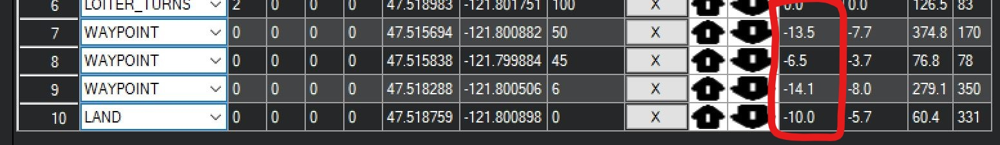 6 LOITER_TURNS 2 0 0 0 47.518983 -121.801751 100 X 0.0 0.0 126.5 83
7 WAYPOINT 0 0 0 0 47.515694 -121.800882 50 X -13.5 -7.7 374.8 170
8 WAYPOINT 0 0 0 0 47.515838 -121.799884 45 X -6.5 -3.7 76.8 78
9 WAYPOINT 0 0 0 0 47.518288 -121.800506 6 X -14.1 -8.0 279.1 350
10 LAND 0 0 0 0 47.518759 -121.800898 0 X -10.0 -5.7 60.4 331